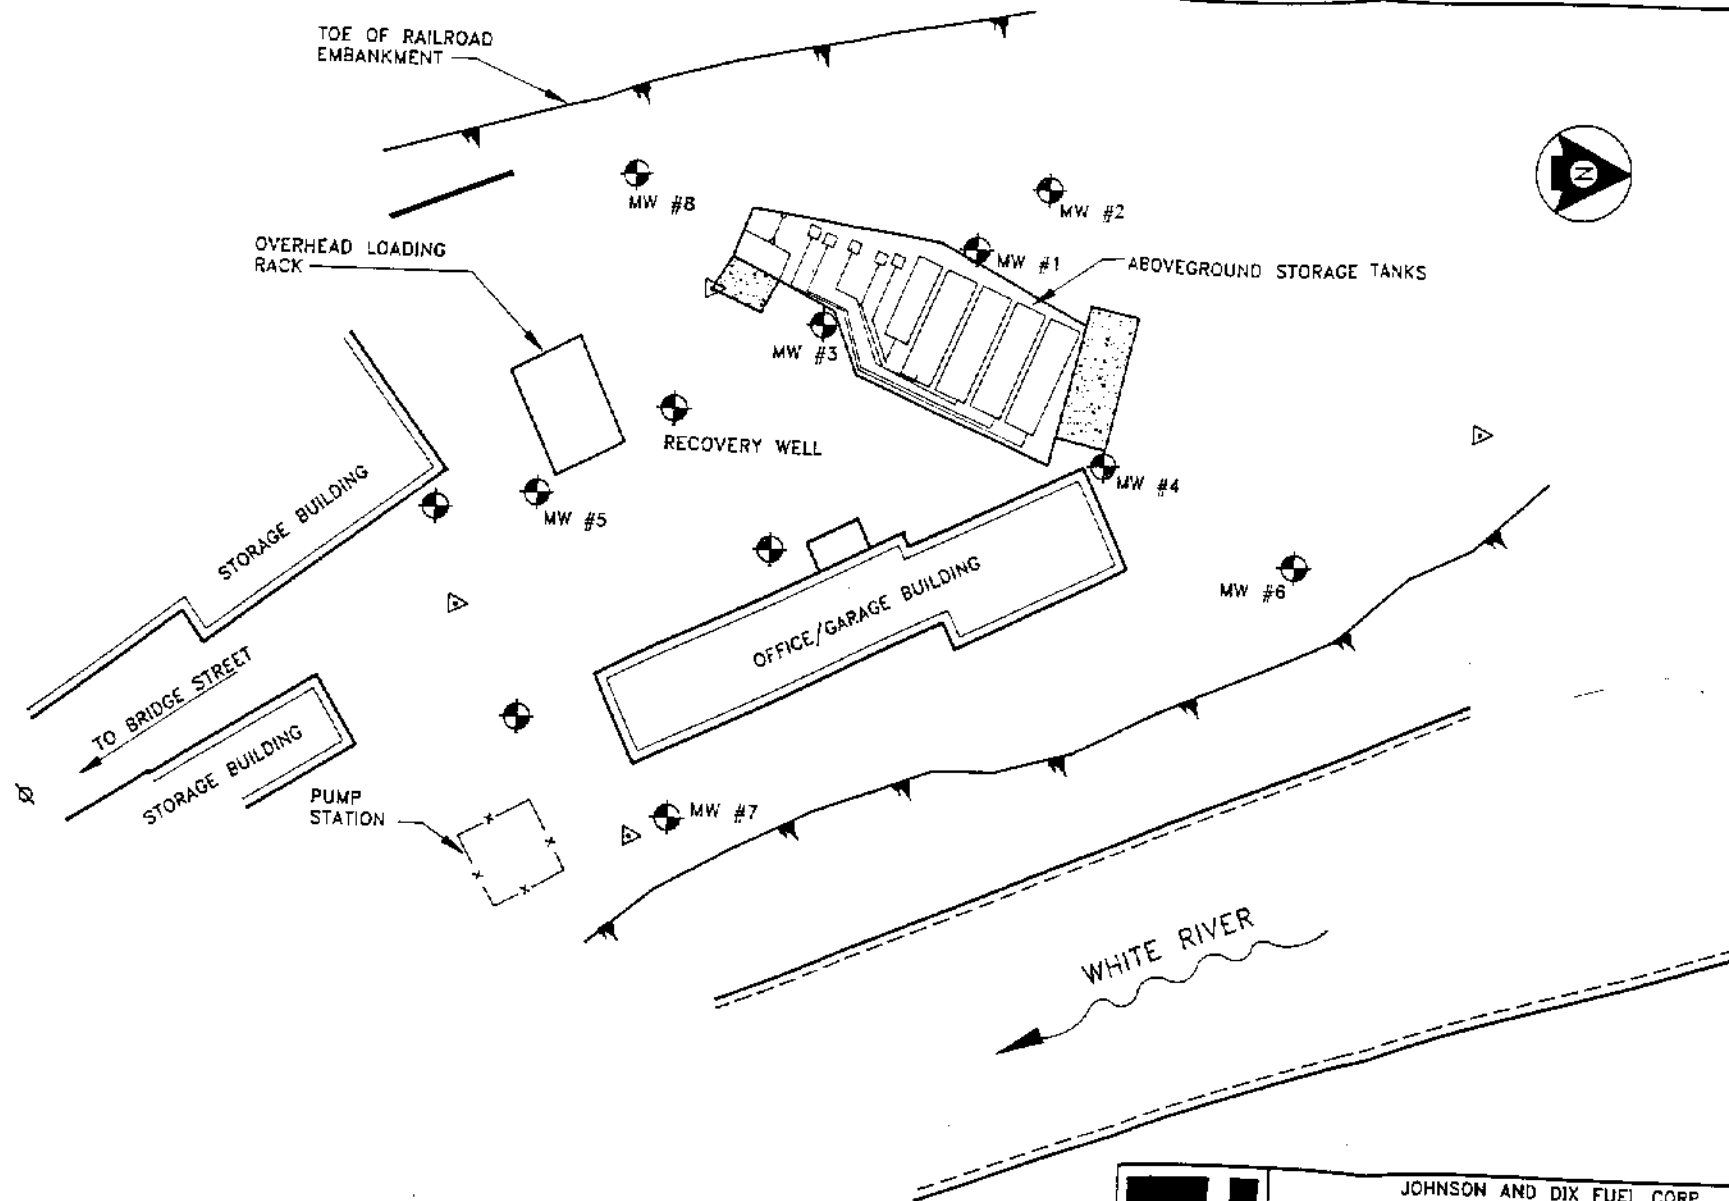 TOE OF RAILROAD
EMBANKMENT
N
MW #8
MW #2
OVERHEAD LOADING
RACK
MW #1
ABOVEGROUND STORAGE TANKS
MW #3
RECOVERY WELL
STORAGE BUILDING
MW #4
MW #5
OFFICE/GARAGE BUILDING
MW #6
TO BRIDGE STREET
STORAGE BUILDING
PUMP
STATION
MW #7
WHITE RIVER
JOHNSON AND DIX FUEL CORP